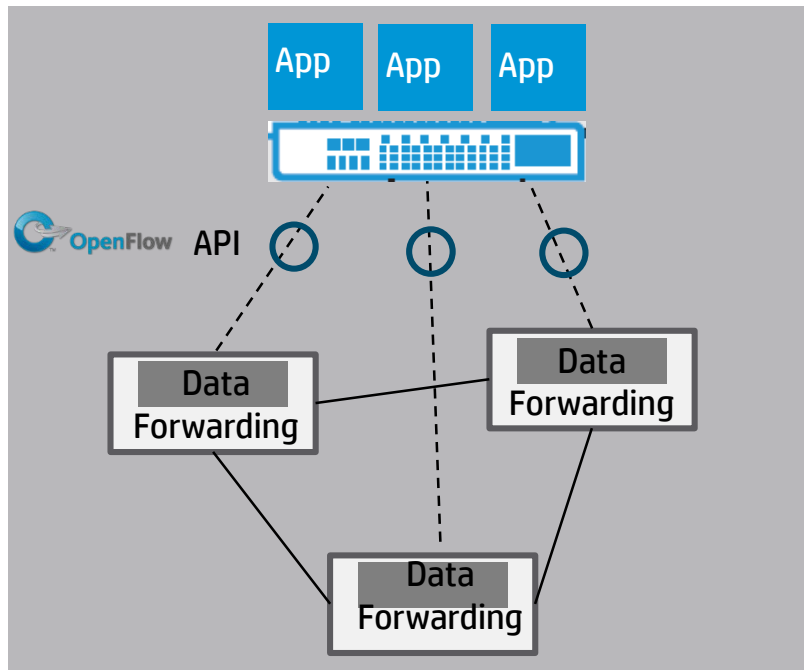 App App App
OpenFlow API
Data
Forwarding
Data
Forwarding
Data
Forwarding